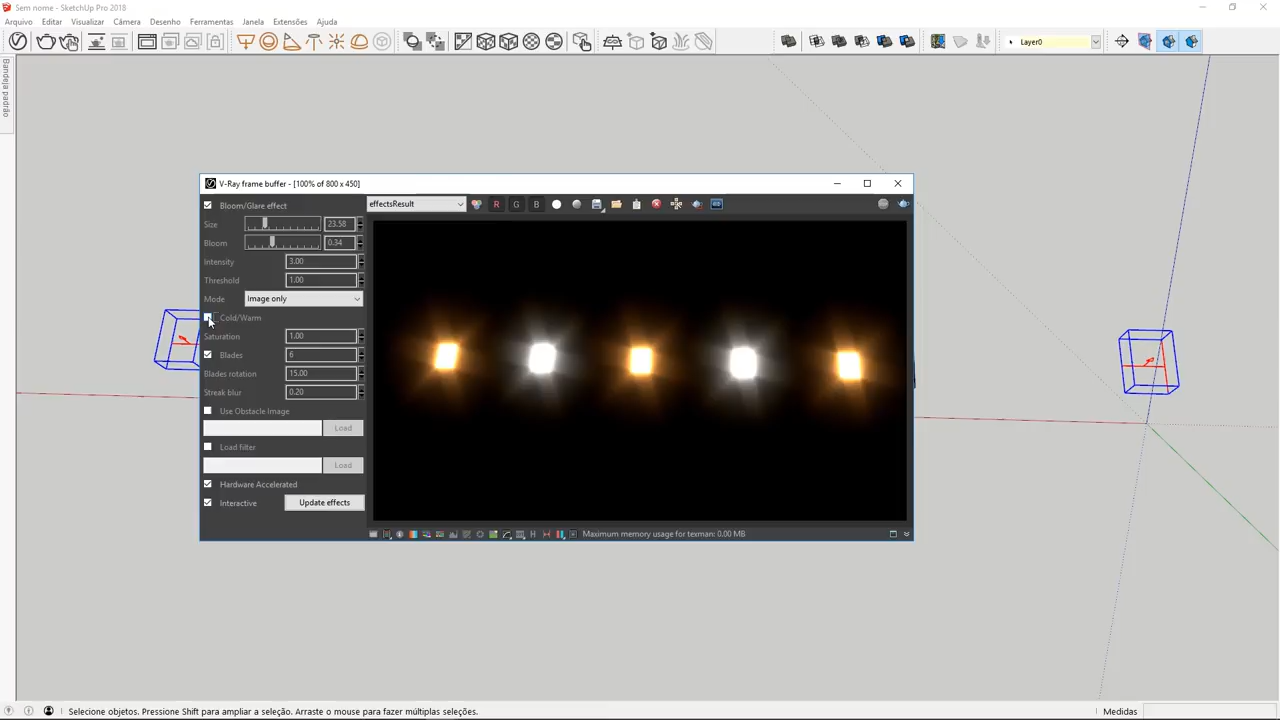 Sem nome - SketchUp Pro 2018
Arquivo Editar Visualizar Câmera Desenho Ferramentas Janela Extensões Ajuda
Layer0
Bandeja padrão
V-Ray frame buffer - [100% of 800 x 450]
Bloom/Glare effect
effectsResult
R G B
Size 23.58
Bloom 0.34
Intensity 3.00
Threshold 1.00
Mode Image only
Cold/Warm
Saturation 1.00
Blades 6
Blades rotation 15.00
Streak blur 0.20
Use Obstacle Image
Load
Load filter
Load
Hardware Accelerated
Interactive Update effects
H
Maximum memory usage for texman: 0.00 MB
Selecione objetos. Pressione Shift para ampliar a seleção. Arraste o mouse para fazer múltiplas seleções.
Medidas